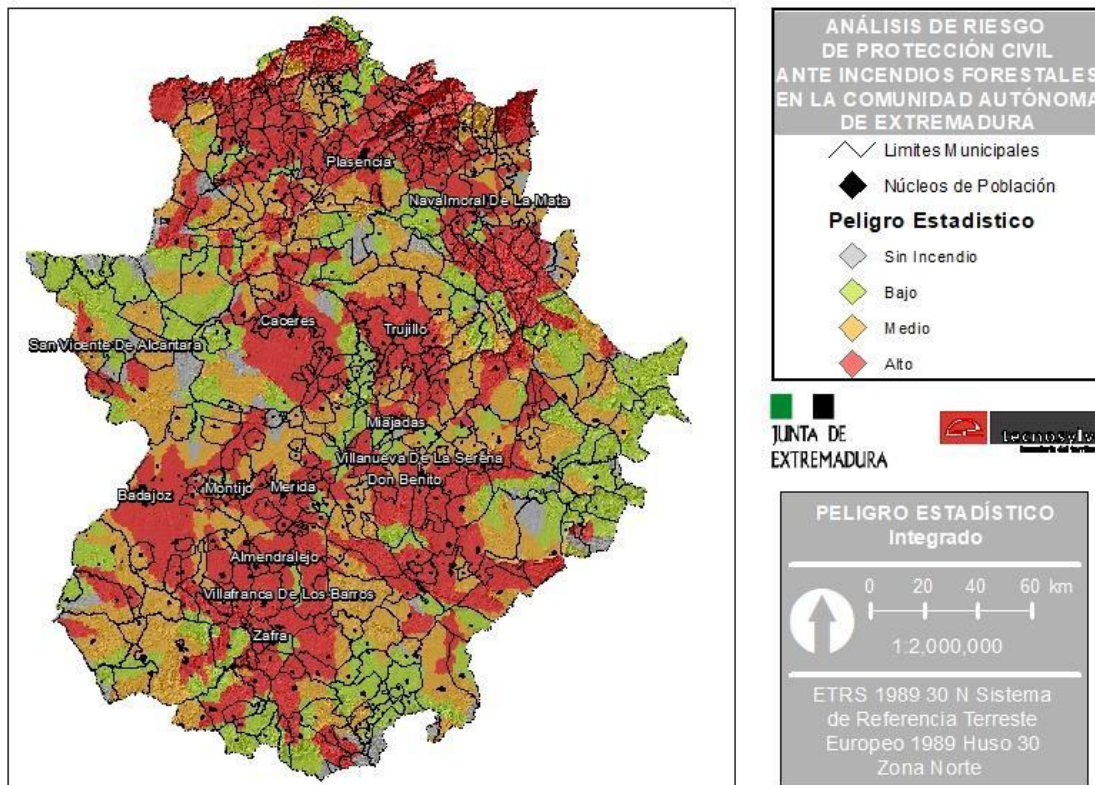 Plasencia
Navalmoral De La Mata
Caceres
Trujillo
San Vicente De Alcantara
Miajadas
Villanueva De La Serena
Don Benito
Badajoz
Montijo
Merida
Almendralejo
Villafranca De Los Barros
Zafra
ANÁLISIS DE RIESGO
DE PROTECCIÓN CIVIL
ANTE INCENDIOS FORESTALES
EN LA COMUNIDAD AUTÓNOMA
DE EXTREMADURA
Limites Municipales
Núcleos de Población
Peligro Estadistico
Sin Incendio
Bajo
Medio
Alto
JUNTA DE
EXTREMADURA
PELIGRO ESTADÍSTICO
Integrado
0 20 40 60 km
1:2,000,000
ETRS 1989 30 N Sistema
de Referencia Terreste
Europeo 1989 Huso 30
Zona Norte